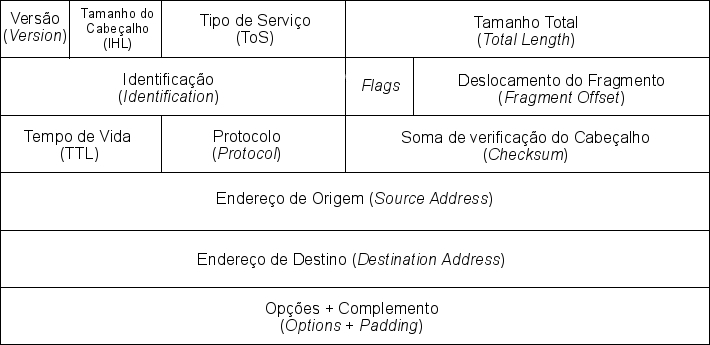 Versão
(Version)
Tamanho do
Cabeçalho
(IHL)
Tipo de Serviço
(ToS)
Tamanho Total
(Total Length)
Identificação
(Identification)
Flags
Deslocamento do Fragmento
(Fragment Offset)
Tempo de Vida
(TTL)
Protocolo
(Protocol)
Soma de verificação do Cabeçalho
(Checksum)
Endereço de Origem (Source Address)
Endereço de Destino (Destination Address)
Opções + Complemento
(Options + Padding)